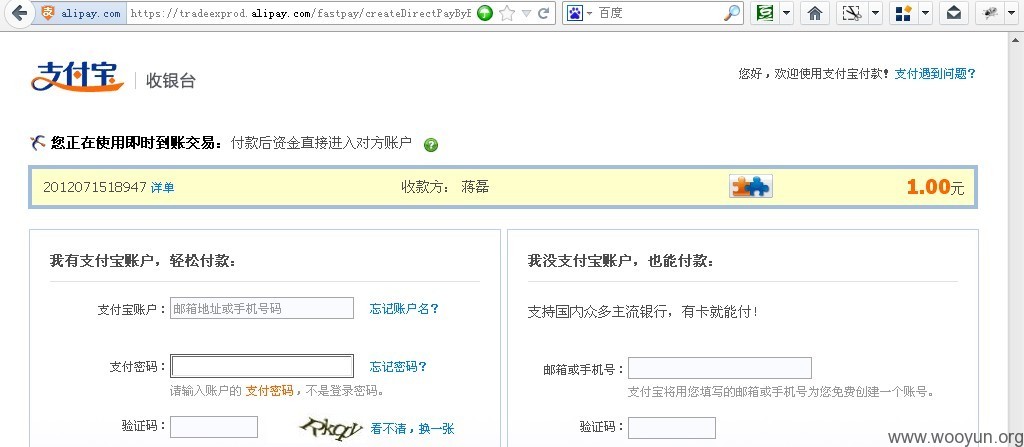 alipay.com https://tradeexprod.alipay.com/fastpay/createDirectPayByE 百度
支付宝 收银台 您好，欢迎使用支付宝付款！ 支付遇到问题？
您正在使用即时到账交易： 付款后资金直接进入对方账户 ?
2012071518947 详单 收款方： 蒋磊 1.00元
我有支付宝账户，轻松付款：
支付宝账户： 邮箱地址或手机号码 忘记账户名？
支付密码： 忘记密码？
请输入账户的 支付密码，不是登录密码。
验证码： 看不清，换一张
我没支付宝账户，也能付款：
支持国内众多主流银行，有卡就能付！
邮箱或手机号：
支付宝将用您填写的邮箱或手机号为您免费创建一个账号。
验证码：
www.wooyun.org